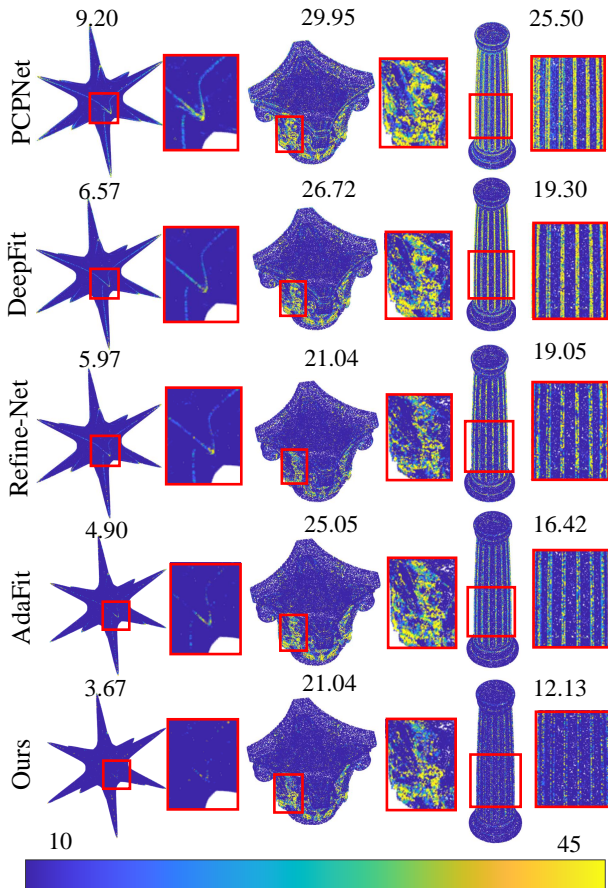 9.20 29.95 25.50
PCPNet
6.57 26.72 19.30
DeepFit
5.97 21.04 19.05
Refine-Net
4.90 25.05 16.42
AdaFit
3.67 21.04 12.13
Ours
10 45